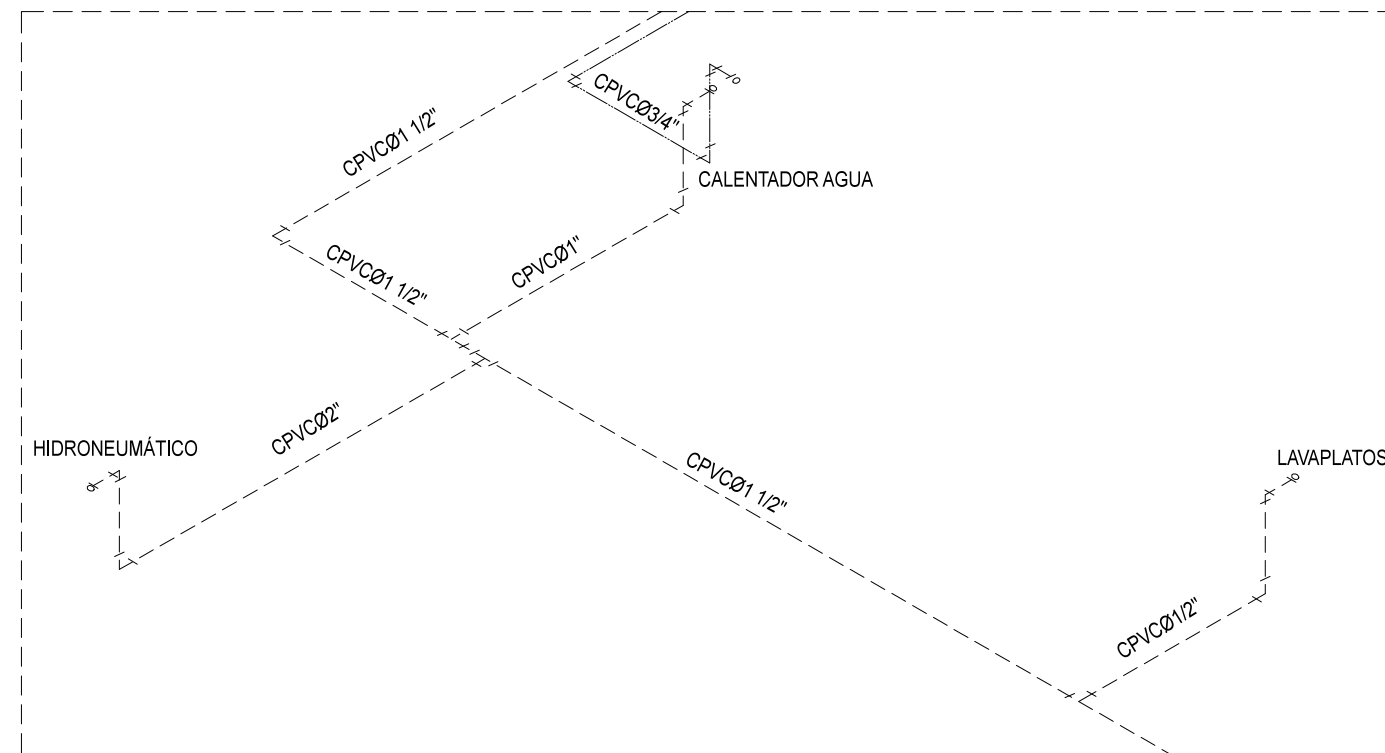 CPVCØ3/4"
CPVCØ1 1/2"
CALENTADOR AGUA
CPVCØ1 1/2"
CPVCØ1"
CPVCØ2"
HIDRONEUMÁTICO
CPVCØ1 1/2"
LAVAPLATOS
CPVCØ1/2"